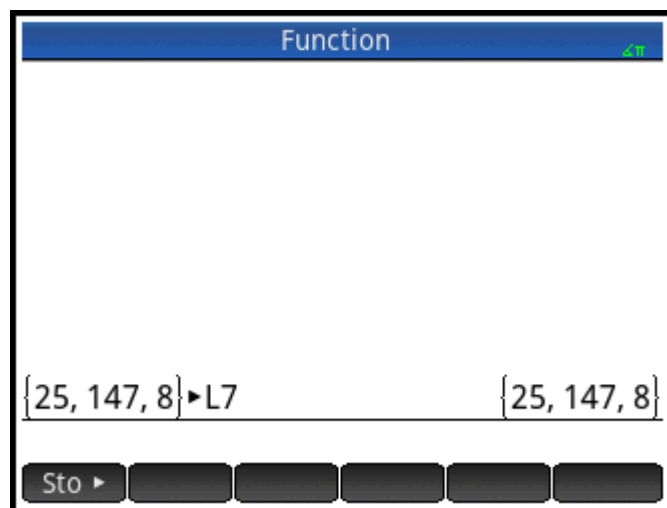 Function
∡π
{25, 147, 8}▶L7 {25, 147, 8}
Sto ▶